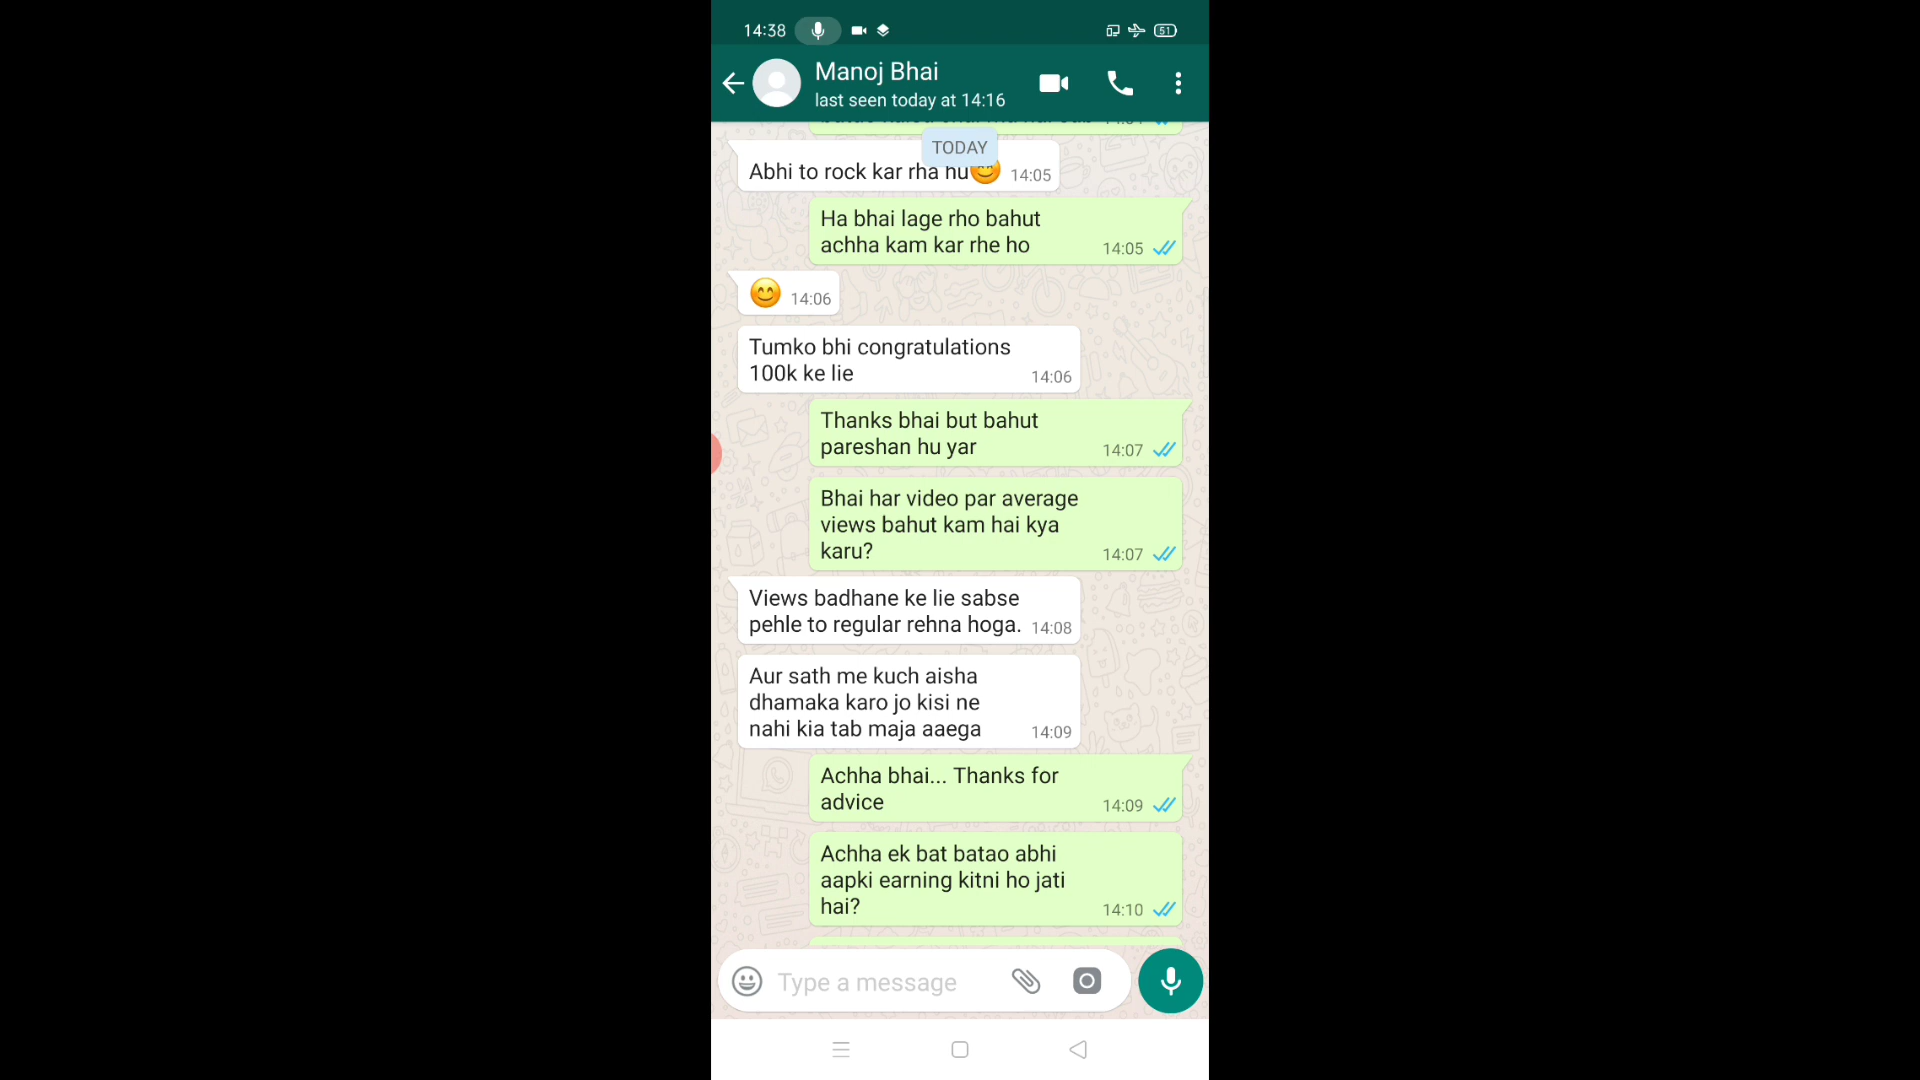 14:38
51
Manoj Bhai
last seen today at 14:16
TODAY
Abhi to rock kar rha hu😊 14:05
Ha bhai lage rho bahut
achha kam kar rhe ho 14:05
😊 14:06
Tumko bhi congratulations
100k ke lie 14:06
Thanks bhai but bahut
pareshan hu yar 14:07
Bhai har video par average
views bahut kam hai kya
karu? 14:07
Views badhane ke lie sabse
pehle to regular rehna hoga. 14:08
Aur sath me kuch aisha
dhamaka karo jo kisi ne
nahi kia tab maja aaega 14:09
Achha bhai... Thanks for
advice 14:09
Achha ek bat batao abhi
aapki earning kitni ho jati
hai? 14:10
Type a message